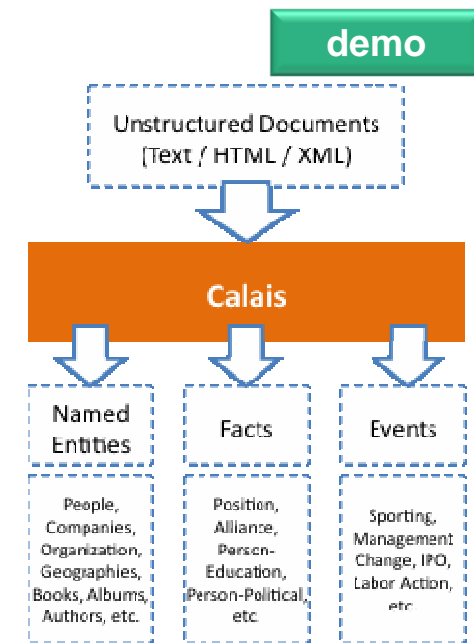 demo
Unstructured Documents
(Text / HTML / XML)
Calais
Named
Entities
People,
Companies,
Organization,
Geographies,
Books, Albums,
Authors, etc.
Facts
Position,
Alliance,
Person-
Education,
Person-Political,
etc
Events
Sporting,
Management
Change, IPO,
Labor Action,
etc